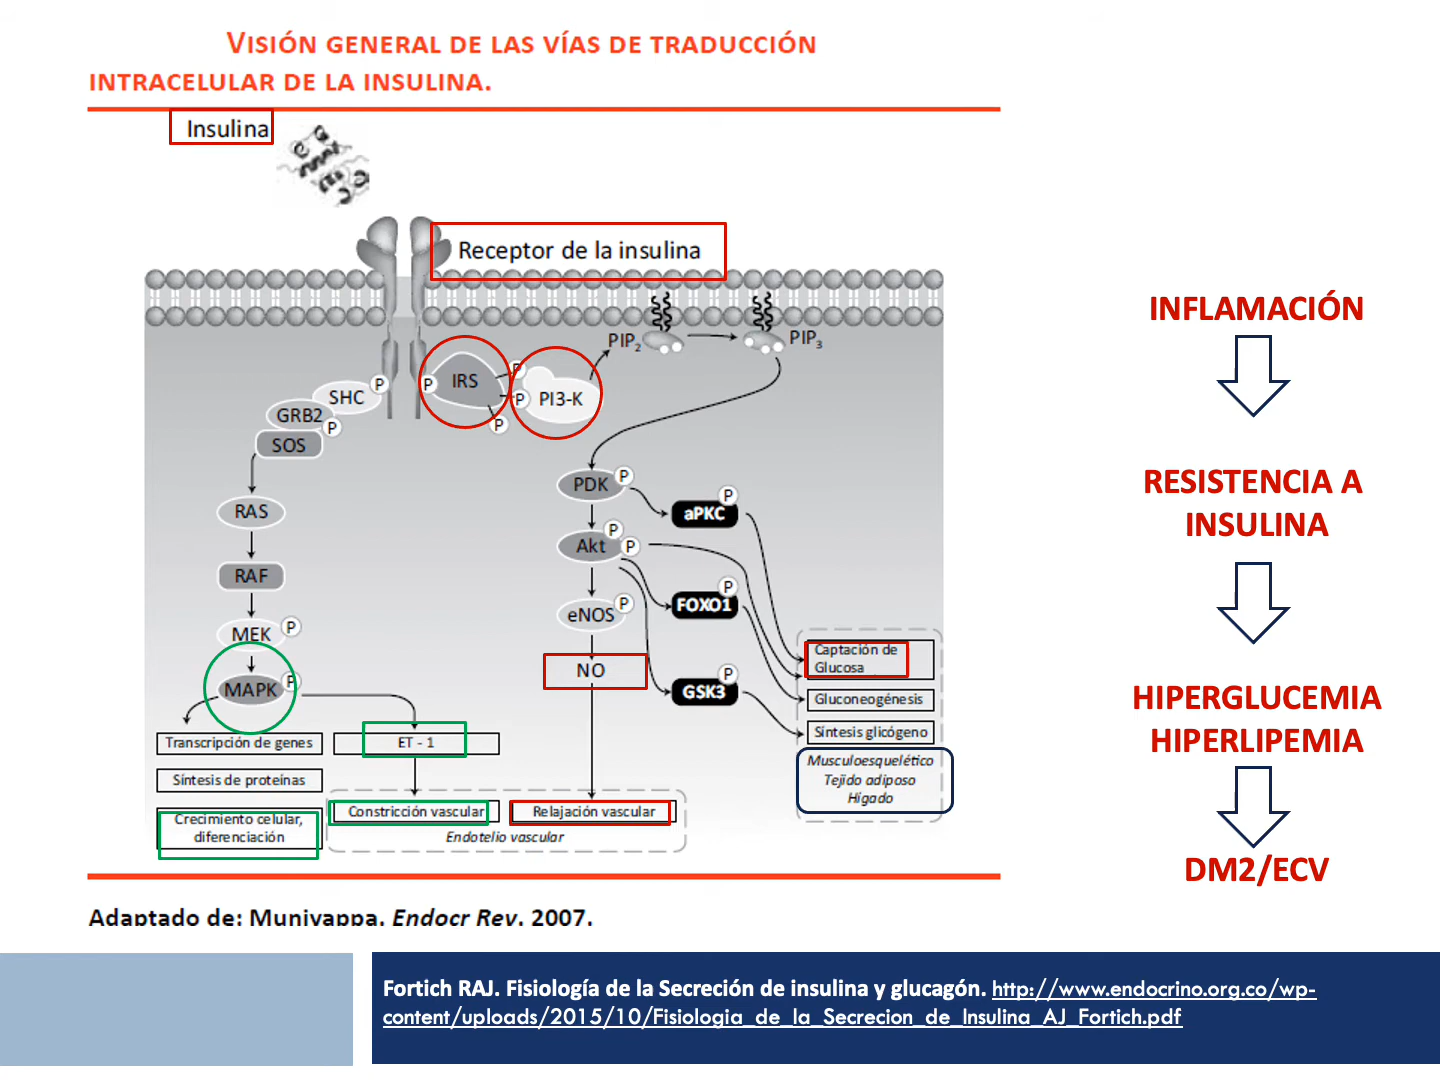 VISIÓN GENERAL DE LAS VÍAS DE TRADUCCIÓN
INTRACELULAR DE LA INSULINA.
Insulina
Receptor de la insulina
PIP2
PIP3
P
IRS
P
P
P
P
PI3-K
SHC
GRB2
P
SOS
RAS
RAF
MEK
P
MAPK
P
PDK
P
aPKC
P
Akt
P
P
eNOS
P
FOXO1
P
NO
GSK3
P
Transcripción de genes
Síntesis de proteínas
Crecimiento celular,
diferenciación
ET - 1
Constricción vascular
Relajación vascular
Endotelio vascular
Captación de
Glucosa
Gluconeogénesis
Síntesis glicógeno
Musculoesquelético
Tejido adiposo
Hígado
INFLAMACIÓN
RESISTENCIA A
INSULINA
HIPERGLUCEMIA
HIPERLIPEMIA
DM2/ECV
Adaptado de: Muniyappa. Endocr Rev. 2007.
Fortich RAJ. Fisiología de la Secreción de insulina y glucagón. http://www.endocrino.org.co/wp-
content/uploads/2015/10/Fisiologia_de_la_Secrecion_de_Insulina_AJ_Fortich.pdf